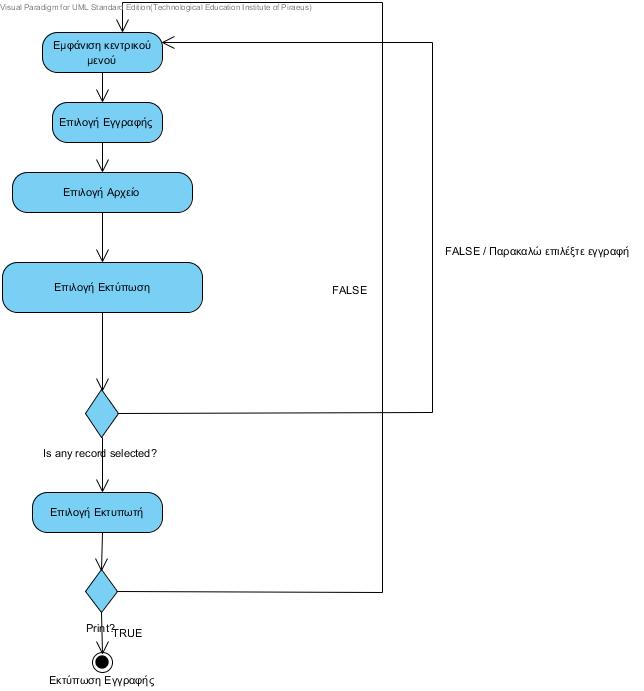 Visual Paradigm for UML Standard Edition(Technological Education Institute of Piraeus)
Εμφάνιση κεντρικού
μενού
Επιλογή Εγγραφής
Επιλογή Αρχείο
FALSE / Παρακαλώ επιλέξτε εγγραφή
Επιλογή Εκτύπωση
FALSE
Is any record selected?
Επιλογή Εκτυπωτή
Print?
TRUE
Εκτύπωση Εγγραφής